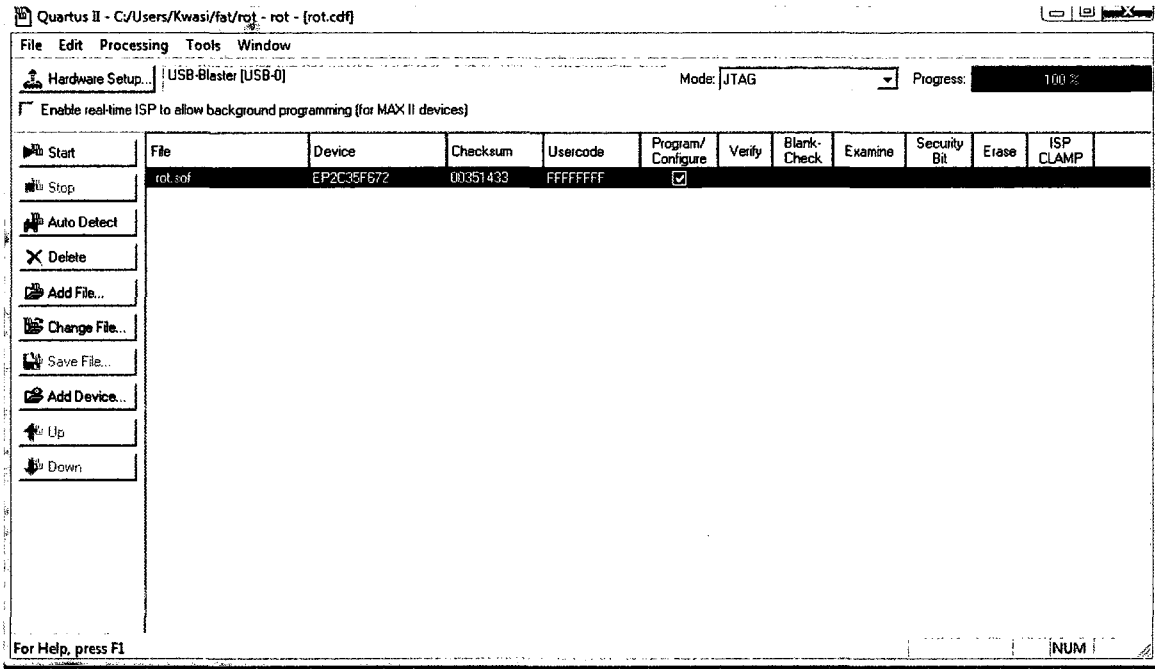 Quartus II - C:/Users/Kwasi/fat/rot - rot - [rot.cdf]
File Edit Processing Tools Window
Hardware Setup... USB-Blaster [USB-0] Mode: JTAG Progress: 100 %
Enable real-time ISP to allow background programming (for MAX II devices)
Start
Stop
Auto Detect
Delete
Add File...
Change File...
Save File...
Add Device...
Up
Down
File Device Checksum Usercode Program/ Configure Verify Blank- Check Examine Security Bit Erase ISP CLAMP
rot.sof EP2C35F672 00351433 FFFFFFFF
For Help, press F1 NUM